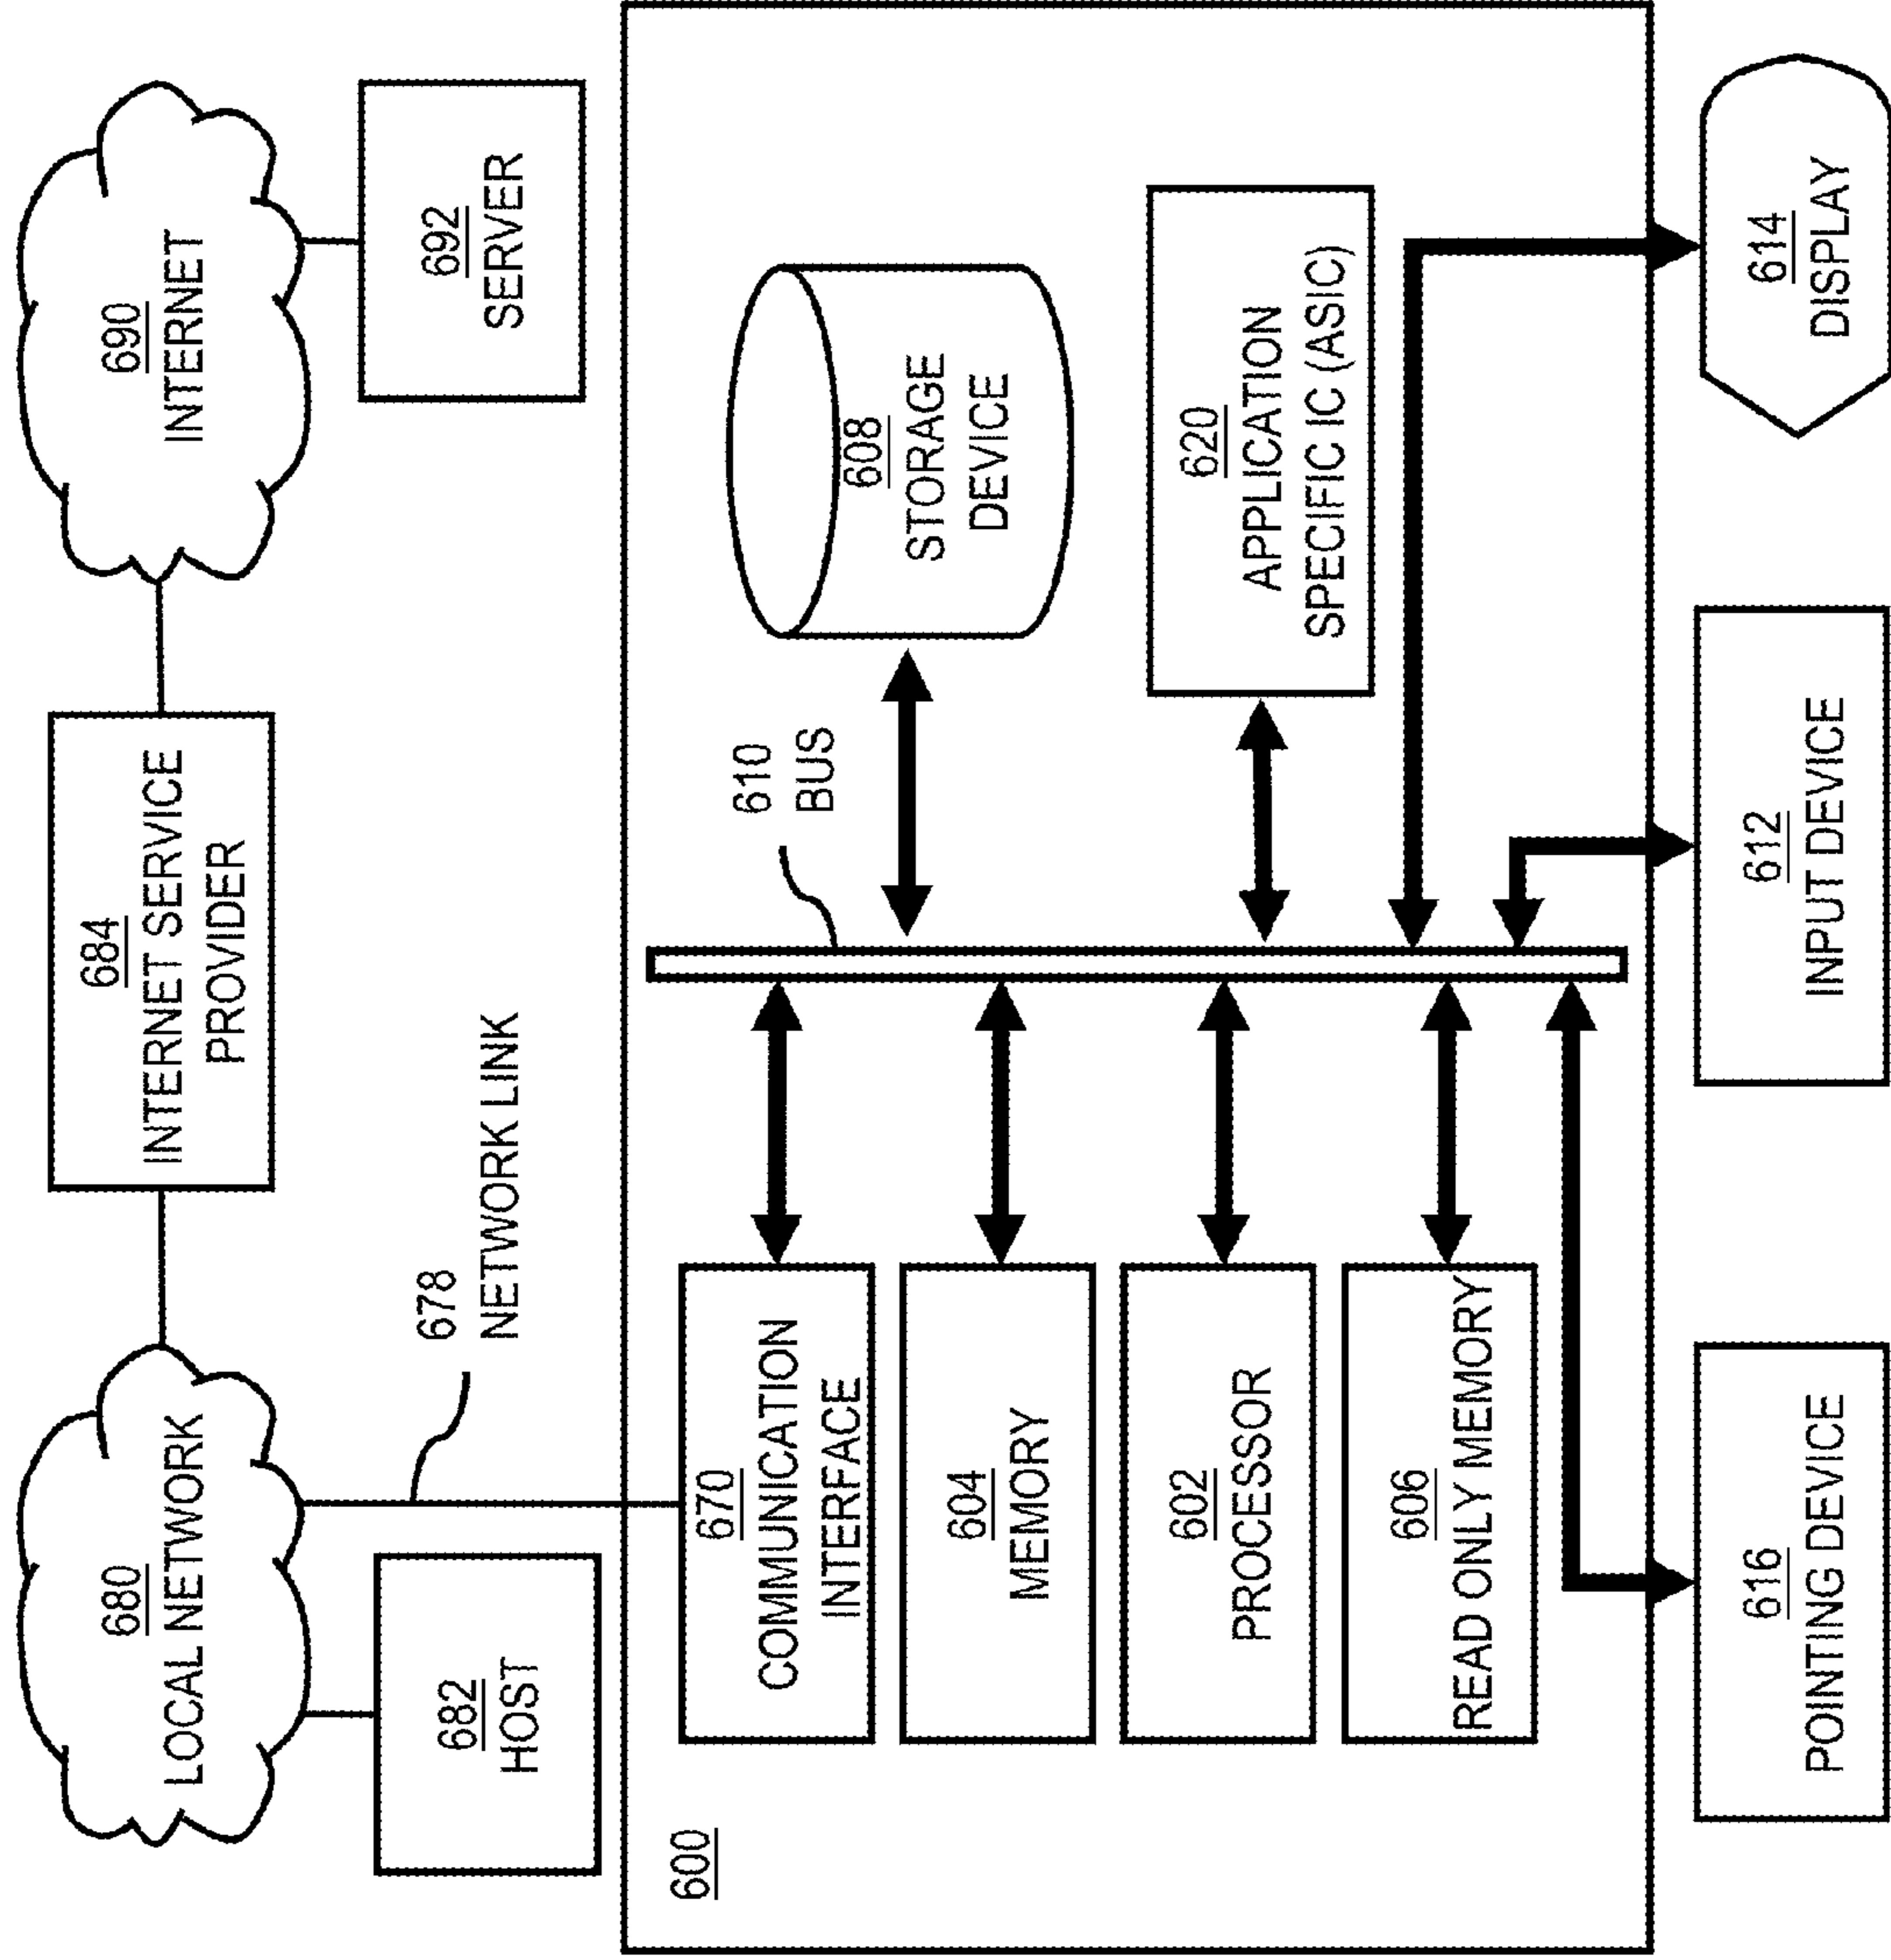 680
LOCAL NETWORK
684
INTERNET SERVICE
PROVIDER
690
INTERNET
682
HOST
678
NETWORK LINK
692
SERVER
600
670
COMMUNICATION
INTERFACE
610
BUS
608
STORAGE
DEVICE
604
MEMORY
602
PROCESSOR
620
APPLICATION
SPECIFIC IC (ASIC)
606
READ ONLY MEMORY
616
POINTING DEVICE
612
INPUT DEVICE
614
DISPLAY